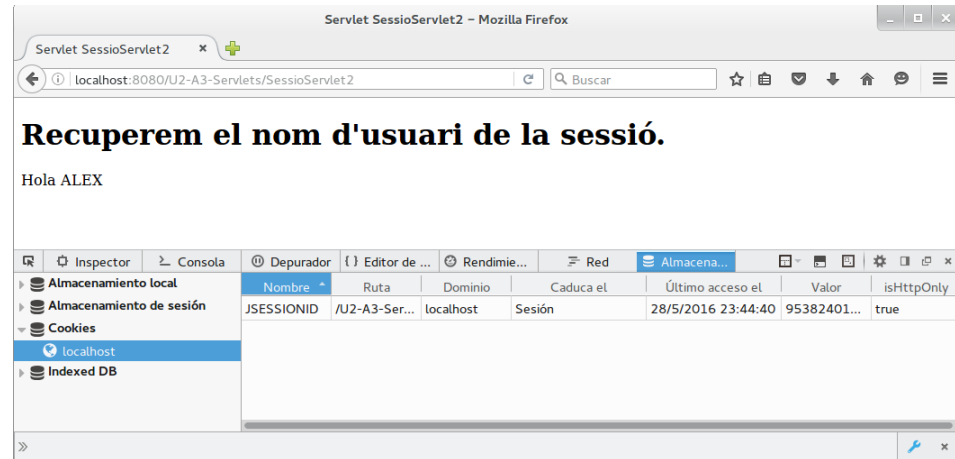 Servlet SessioServlet2 – Mozilla Firefox
Servlet SessioServlet2
localhost:8080/U2-A3-Servlets/SessioServlet2
Buscar
Recuperem el nom d'usuari de la sessió.
Hola ALEX
Inspector Consola Depurador Editor de ... Rendimie... Red Almacena...
Almacenamiento local
Almacenamiento de sesión
Cookies
localhost
Indexed DB
Nombre Ruta Dominio Caduca el Último acceso el Valor isHttpOnly
JSESSIONID /U2-A3-Ser... localhost Sesión 28/5/2016 23:44:40 95382401... true